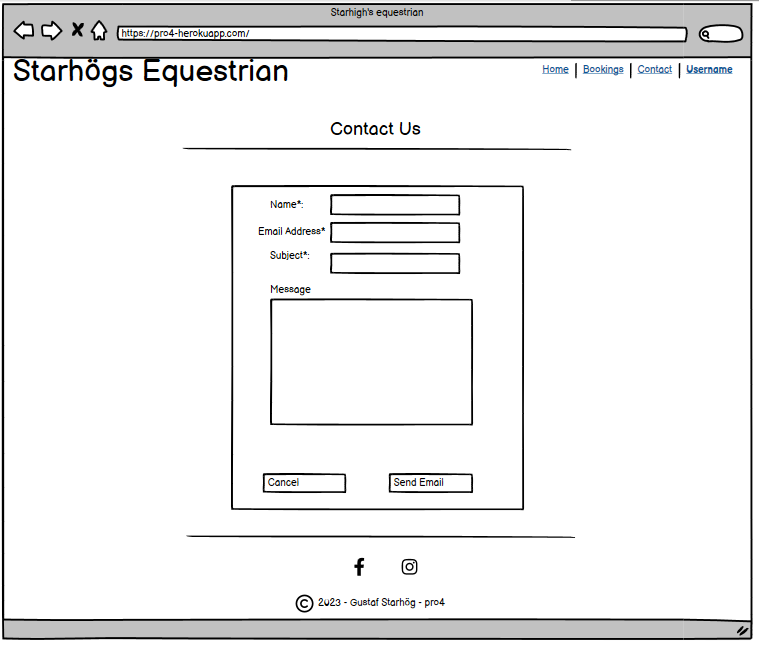 Starhigh's equestrian
https://pro4-herokuapp.com/
Starhögs Equestrian
Home | Bookings | Contact | Username
Contact Us
Name*:
Email Address*
Subject*:
Message
Cancel
Send Email
© 2023 - Gustaf Starhög - pro4